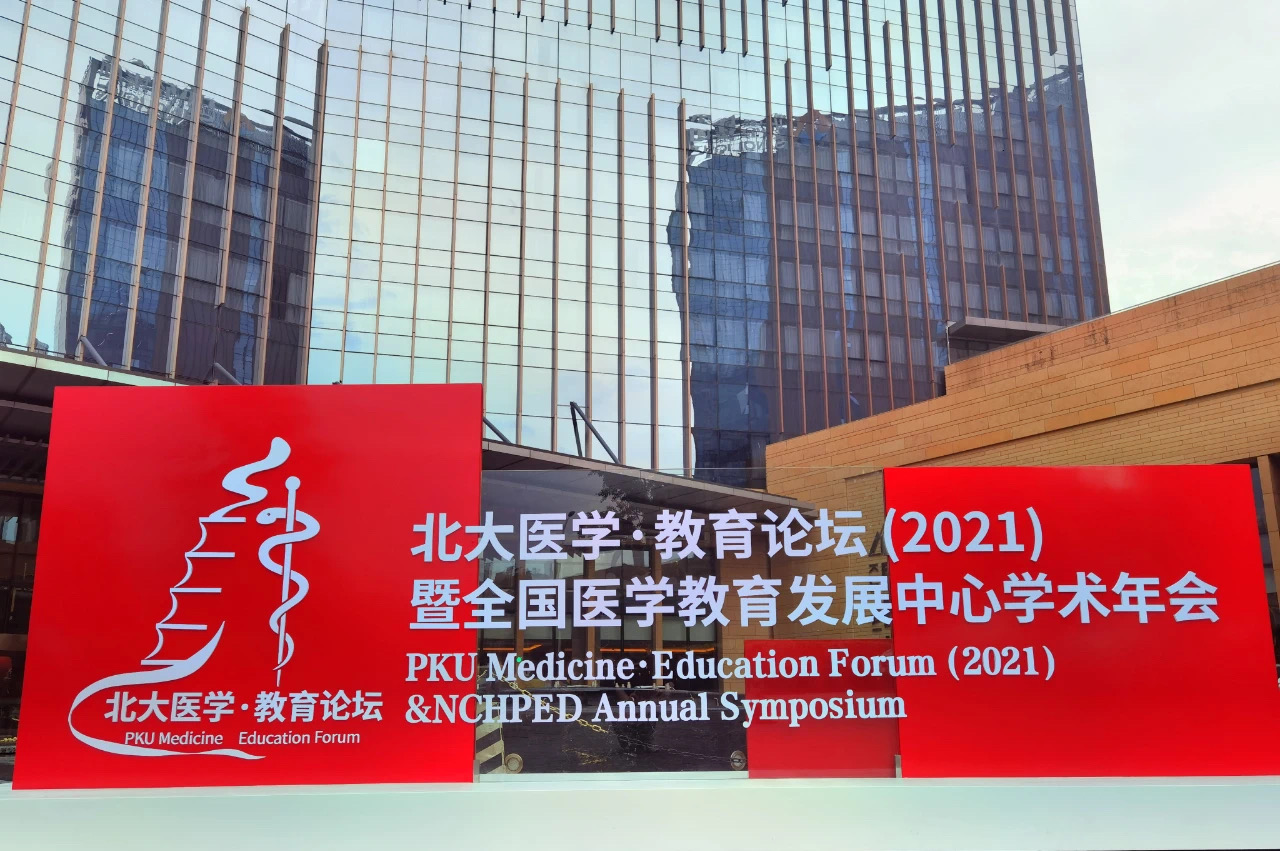 北大医学·教育论坛(2021)
暨全国医学教育发展中心学术年会
PKU Medicine·Education Forum (2021)
&NCHPED Annual Symposium
北大医学·教育论坛
PKU Medicine Education Forum